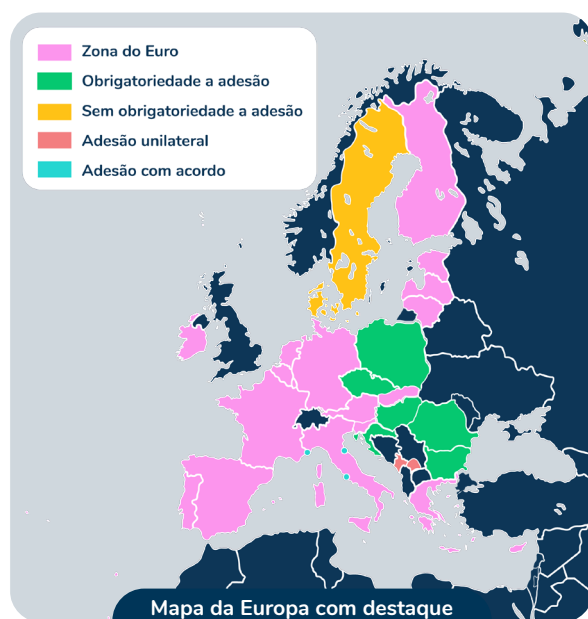 Zona do Euro
Obrigatoriedade a adesão
Sem obrigatoriedade a adesão
Adesão unilateral
Adesão com acordo
Mapa da Europa com destaque